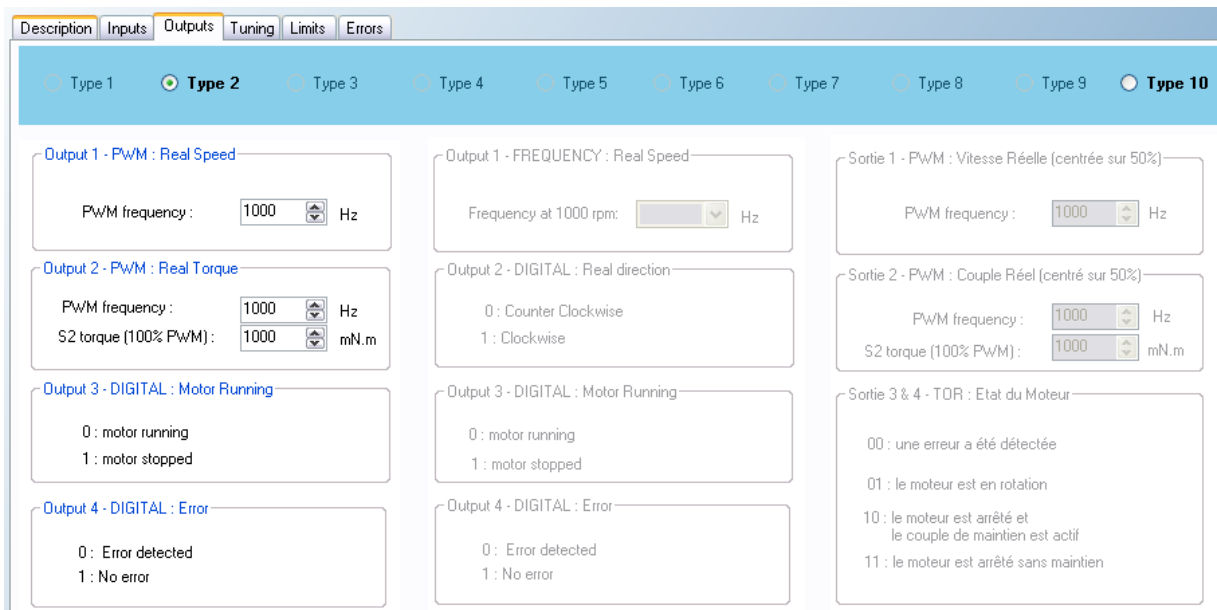 Description Inputs Outputs Tuning Limits Errors
Type 1 Type 2 Type 3 Type 4 Type 5 Type 6 Type 7 Type 8 Type 9 Type 10
Output 1 - PWM : Real Speed
PWM frequency : 1000 Hz
Output 2 - PWM : Real Torque
PWM frequency : 1000 Hz
S2 torque (100% PWM) : 1000 mN.m
Output 3 - DIGITAL : Motor Running
0 : motor running
1 : motor stopped
Output 4 - DIGITAL : Error
0 : Error detected
1 : No error
Output 1 - FREQUENCY : Real Speed
Frequency at 1000 rpm: Hz
Output 2 - DIGITAL : Real direction
0 : Counter Clockwise
1 : Clockwise
Output 3 - DIGITAL : Motor Running
0 : motor running
1 : motor stopped
Output 4 - DIGITAL : Error
0 : Error detected
1 : No error
Sortie 1 - PWM : Vitesse Réelle (centrée sur 50%)
PWM frequency : 1000 Hz
Sortie 2 - PWM : Couple Réel (centré sur 50%)
PWM frequency : 1000 Hz
S2 torque (100% PWM) : 1000 mN.m
Sortie 3 & 4 - TOR : Etat du Moteur
00 : une erreur a été détectée
01 : le moteur est en rotation
10 : le moteur est arrêté et
le couple de maintien est actif
11 : le moteur est arrêté sans maintien